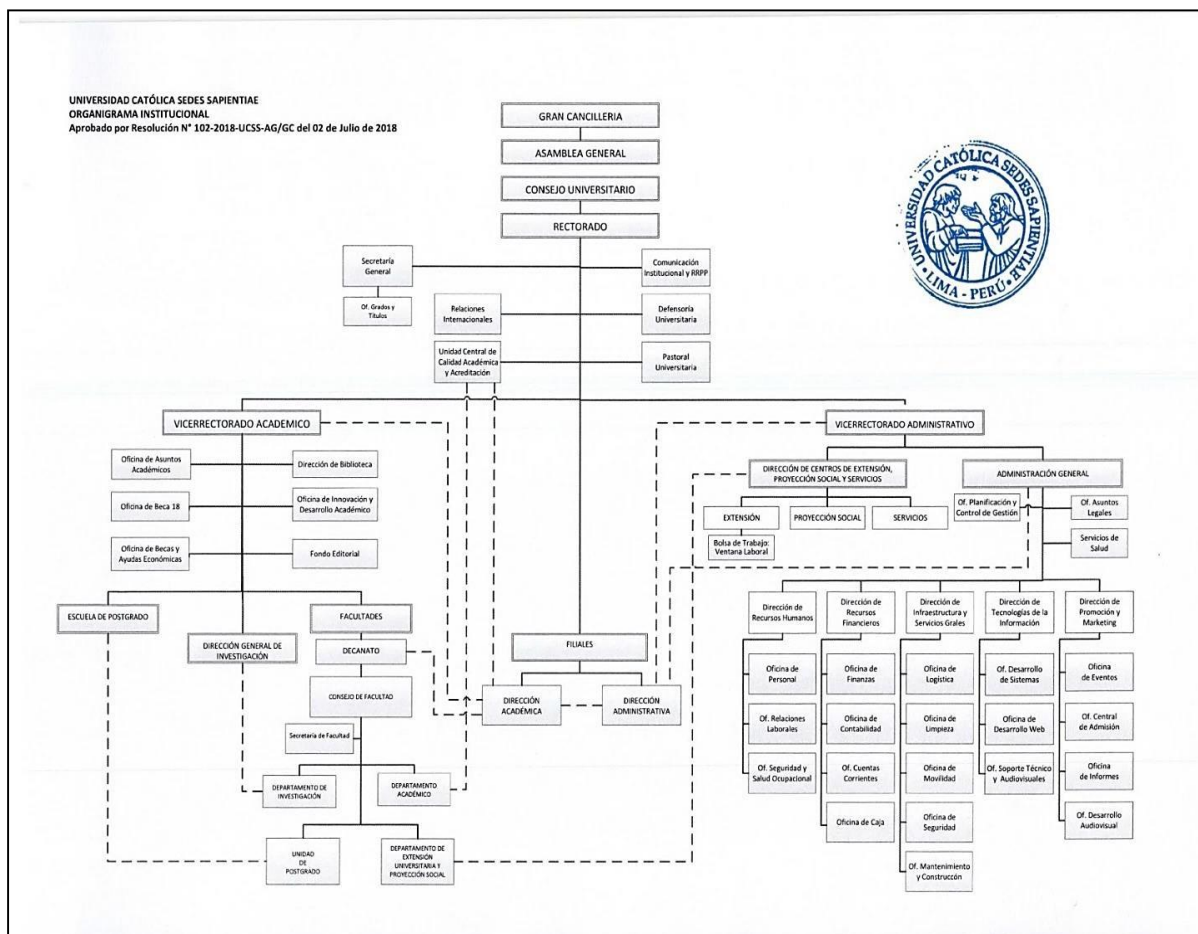 UNIVERSIDAD CATÓLICA SEDES SAPIENTIAE
ORGANIGRAMA INSTITUCIONAL
Aprobado por Resolución N° 102-2018-UCSS-AG/GC del 02 de Julio de 2018
GRAN CANCILLERIA
ASAMBLEA GENERAL
CONSEJO UNIVERSITARIO
RECTORADO
UNIVERSIDAD CATÓLICA SEDES SAPIENTIAE
LIMA - PERÚ
Secretaría
General
Of. Grados y
Títulos
Comunicación
Institucional y RRPP
Relaciones
Internacionales
Defensoría
Universitaria
Unidad Central de
Calidad Académica
y Acreditación
Pastoral
Universitaria
VICERRECTORADO ACADEMICO
VICERRECTORADO ADMINISTRATIVO
Oficina de Asuntos
Académicos
Dirección de Biblioteca
Oficina de Beca 18
Oficina de Innovación y
Desarrollo Académico
Oficina de Becas y
Ayudas Económicas
Fondo Editorial
DIRECCIÓN DE CENTROS DE EXTENSIÓN,
PROYECCIÓN SOCIAL Y SERVICIOS
ADMINISTRACIÓN GENERAL
EXTENSIÓN
PROYECCIÓN SOCIAL
SERVICIOS
Bolsa de Trabajo:
Ventana Laboral
Of. Planificación y
Control de Gestión
Of. Asuntos
Legales
Servicios de
Salud
ESCUELA DE POSTGRADO
DIRECCIÓN GENERAL DE
INVESTIGACIÓN
FACULTADES
DECANATO
CONSEJO DE FACULTAD
Secretaría de Facultad
DEPARTAMENTO DE
INVESTIGACIÓN
DEPARTAMENTO
ACADÉMICO
UNIDAD
DE
POSTGRADO
DEPARTAMENTO DE
EXTENSIÓN
UNIVERSITARIA Y
PROYECCIÓN SOCIAL
FILIALES
DIRECCIÓN
ACADÉMICA
DIRECCIÓN
ADMINISTRATIVA
Dirección de
Recursos Humanos
Oficina de
Personal
Of. Relaciones
Laborales
Of. Seguridad y
Salud Ocupacional
Dirección de
Recursos
Financieros
Oficina de
Finanzas
Oficina de
Contabilidad
Of. Cuentas
Corrientes
Oficina de Caja
Dirección de
Infraestructura y
Servicios Grales
Oficina de
Logística
Oficina de
Limpieza
Oficina de
Movilidad
Oficina de
Seguridad
Of. Mantenimiento
y Construccón
Dirección de
Tecnologías de la
Información
Of. Desarrollo
de Sistemas
Oficina de
Desarrollo Web
Of. Soporte Técnico
y Audiovisuales
Dirección de
Promoción y
Marketing
Oficina
de Eventos
Of. Central
de Admisión
Oficina
de Informes
Of. Desarrollo
Audiovisual